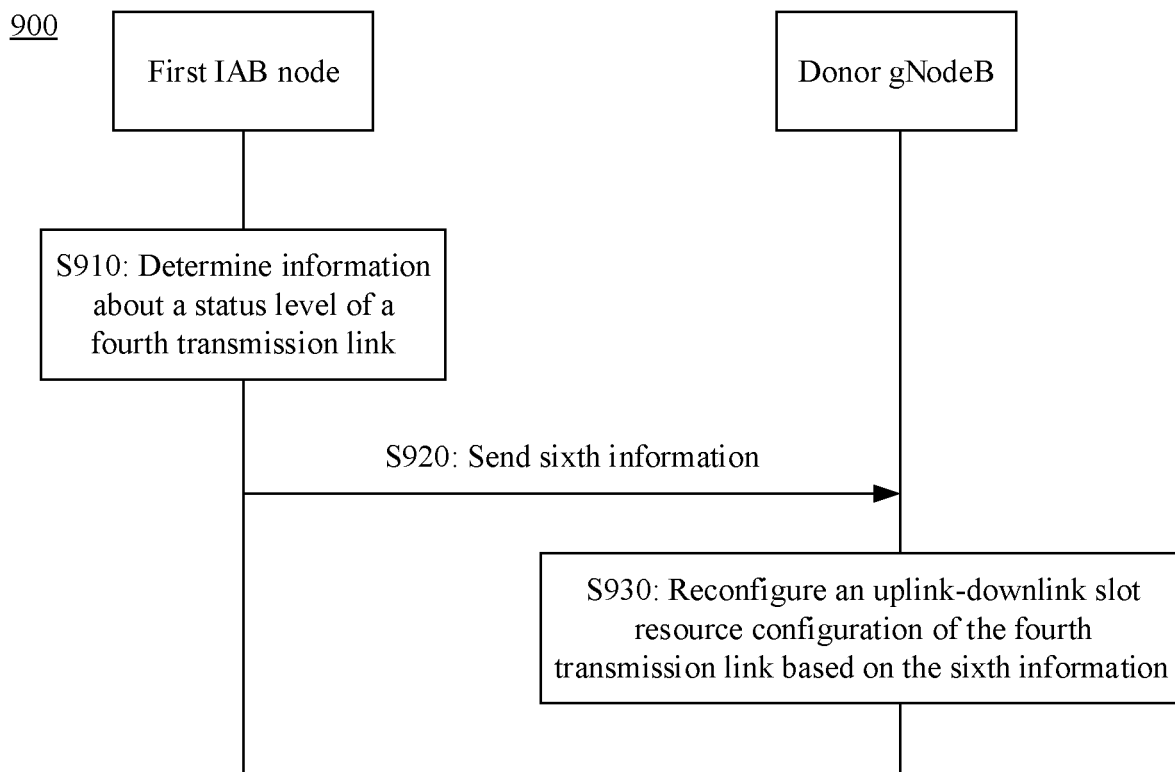 900
First IAB node
Donor gNodeB
S910: Determine information
about a status level of a
fourth transmission link
S920: Send sixth information
S930: Reconfigure an uplink-downlink slot
resource configuration of the fourth
transmission link based on the sixth information